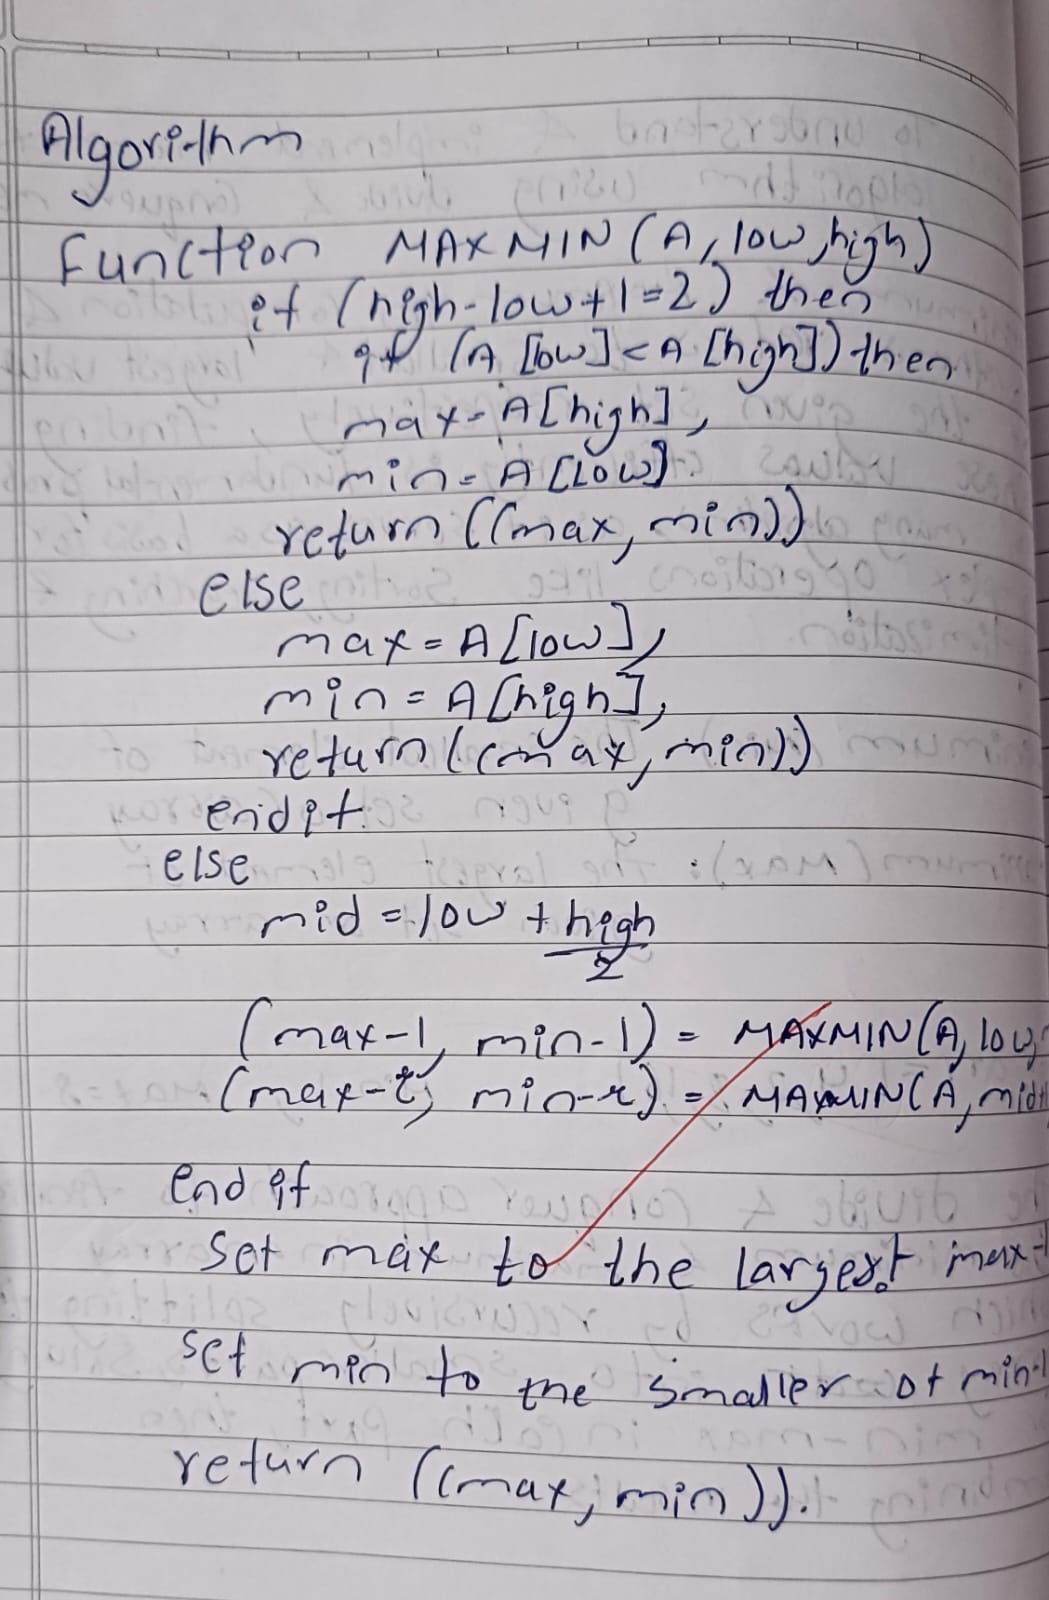 Algorithm
Function MAXMIN (A, low, high)
if (high-low+1=2) then
if (A [low] < A [high]) then
max = A[high],
min = A [low].
return ((max, min))
else
max = A [low],
min = A [high],
return ((max, min))
endif.
else
mid = low + high
2
(max-1, min-1) = MAXMIN (A, low,
(max-r, min-r) = MAXMIN (A, mid+
end if
set max to the largest max-
set min to the smaller of min-
return ((max, min)).